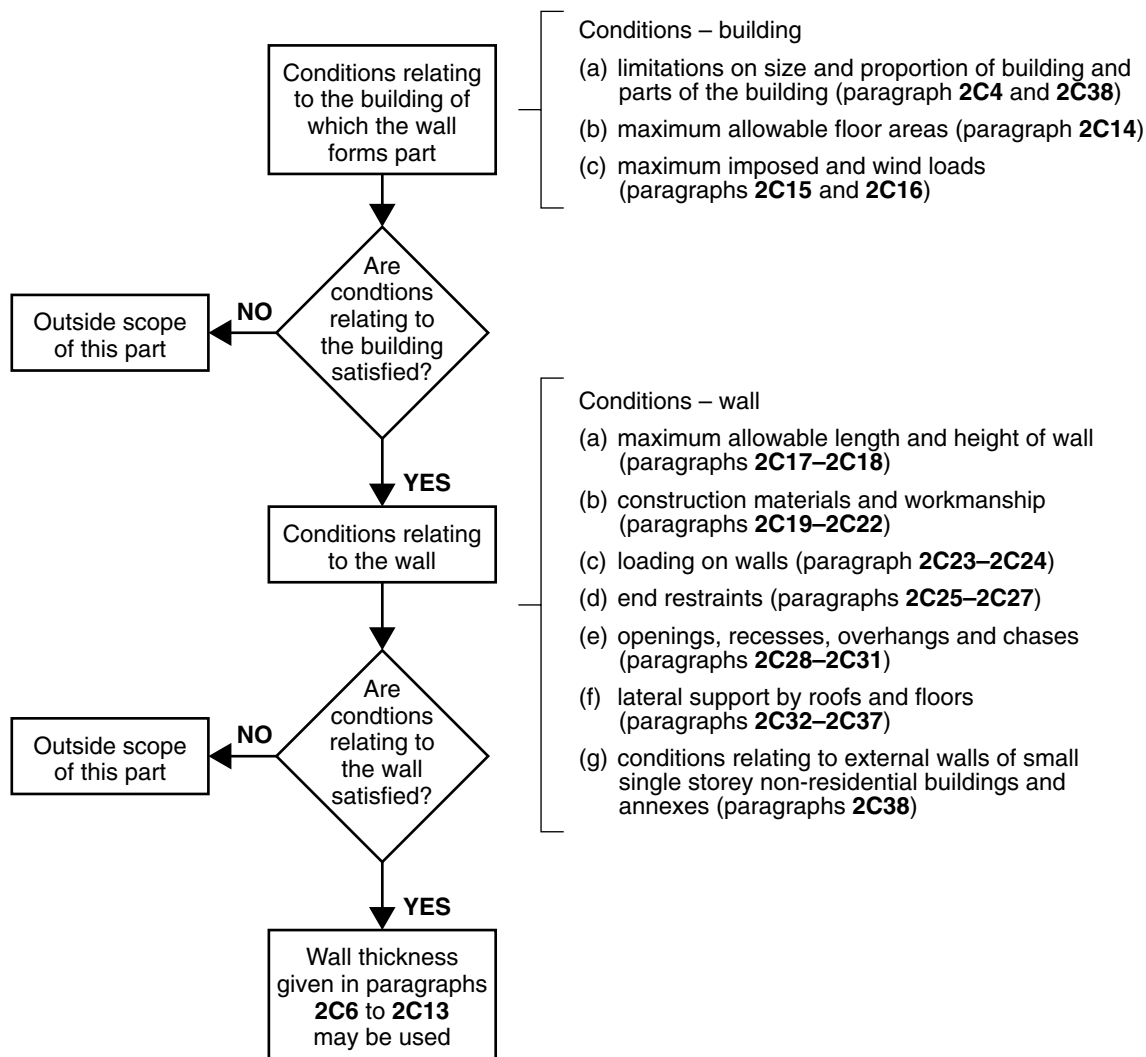 Conditions relating
to the building of
which the wall
forms part
Conditions – building
(a) limitations on size and proportion of building and
parts of the building (paragraph 2C4 and 2C38)
(b) maximum allowable floor areas (paragraph 2C14)
(c) maximum imposed and wind loads
(paragraphs 2C15 and 2C16)
Are
condtions
relating to
the building
satisfied?
NO
Outside scope
of this part
YES
Conditions relating
to the wall
Conditions – wall
(a) maximum allowable length and height of wall
(paragraphs 2C17–2C18)
(b) construction materials and workmanship
(paragraphs 2C19–2C22)
(c) loading on walls (paragraph 2C23–2C24)
(d) end restraints (paragraphs 2C25–2C27)
(e) openings, recesses, overhangs and chases
(paragraphs 2C28–2C31)
(f) lateral support by roofs and floors
(paragraphs 2C32–2C37)
(g) conditions relating to external walls of small
single storey non-residential buildings and
annexes (paragraphs 2C38)
Are
condtions
relating to
the wall
satisfied?
NO
Outside scope
of this part
YES
Wall thickness
given in paragraphs
2C6 to 2C13
may be used